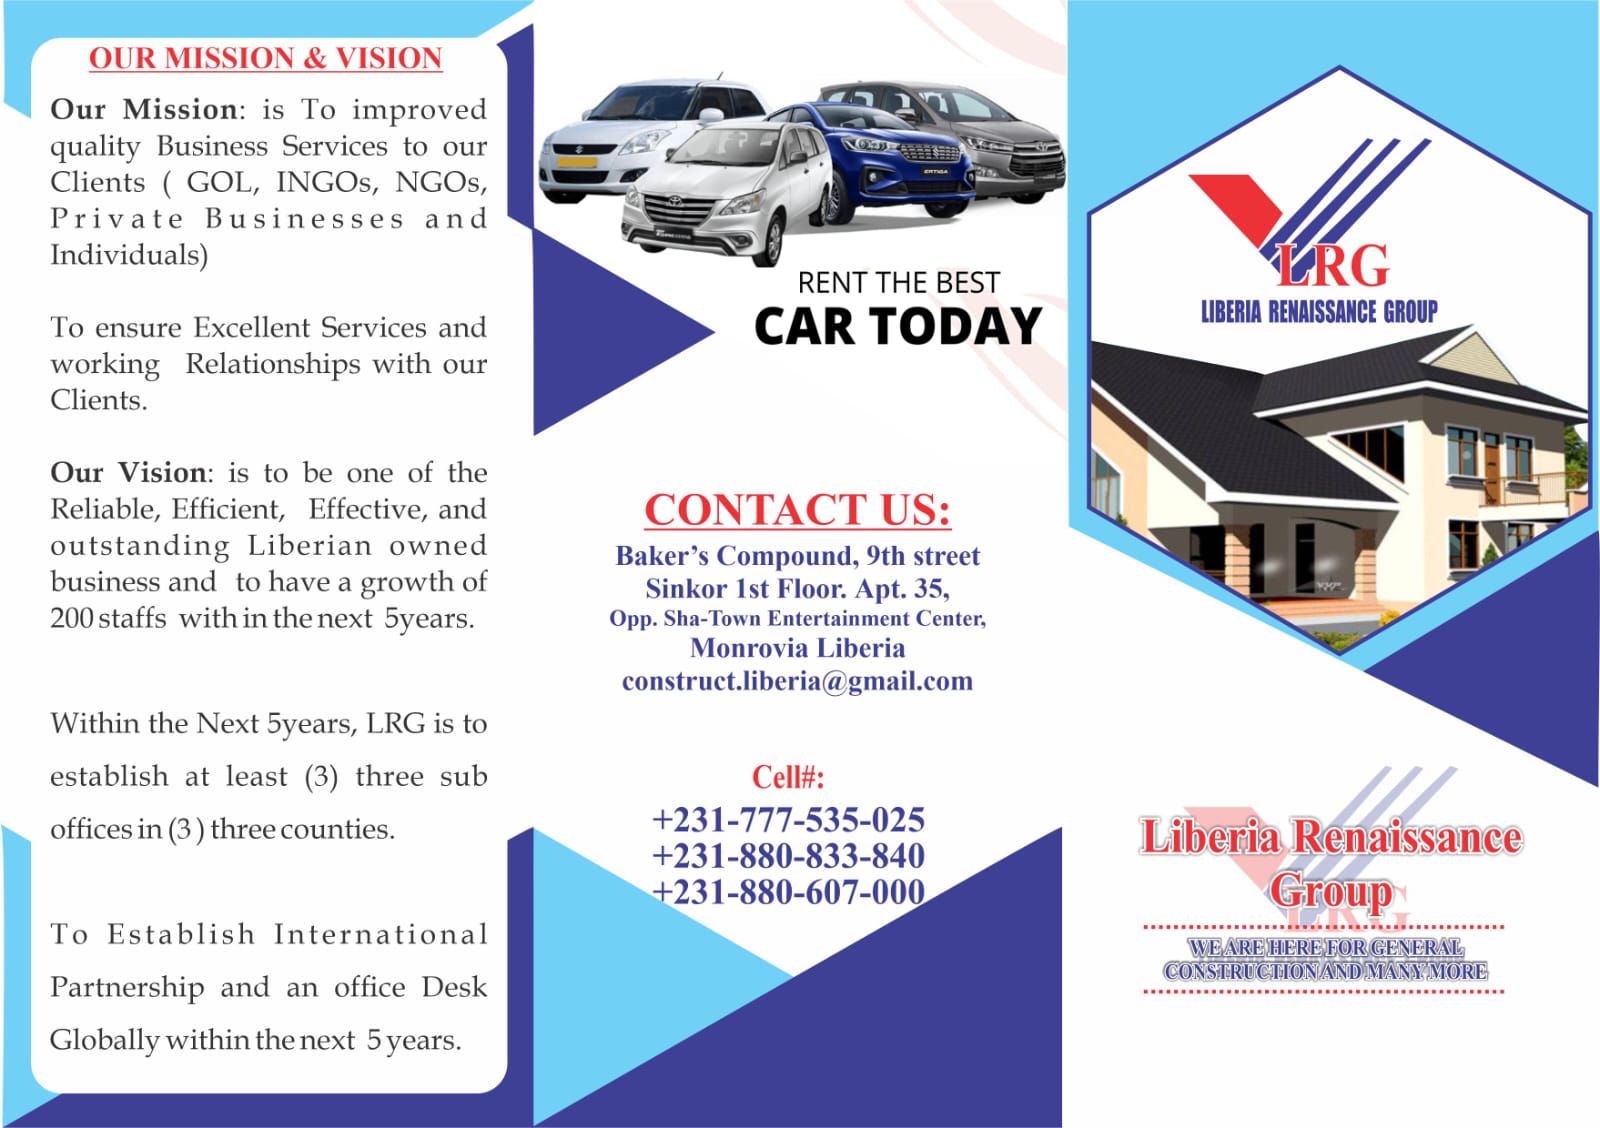 OUR MISSION & VISION
Our Mission: is To improved
quality Business Services to our
Clients ( GOL, INGOs, NGOs,
Private Businesses and
Individuals)
To ensure Excellent Services and
working Relationships with our
Clients.
Our Vision: is to be one of the
Reliable, Efficient, Effective, and
outstanding Liberian owned
business and to have a growth of
200 staffs with in the next 5years.
Within the Next 5years, LRG is to
establish at least (3) three sub
offices in (3 ) three counties.
To Establish International
Partnership and an office Desk
Globally within the next 5 years.
ERTIGA
RENT THE BEST
CAR TODAY
CONTACT US:
Baker's Compound, 9th street
Sinkor 1st Floor. Apt. 35,
Opp. Sha-Town Entertainment Center,
Monrovia Liberia
construct.liberia@gmail.com
Cell#:
+231-777-535-025
+231-880-833-840
+231-880-607-000
LRG
LIBERIA RENAISSANCE GROUP
Liberia Renaissance
Group
LRG
WE ARE HERE FOR GENERAL
CONSTRUCTION AND MANY MORE